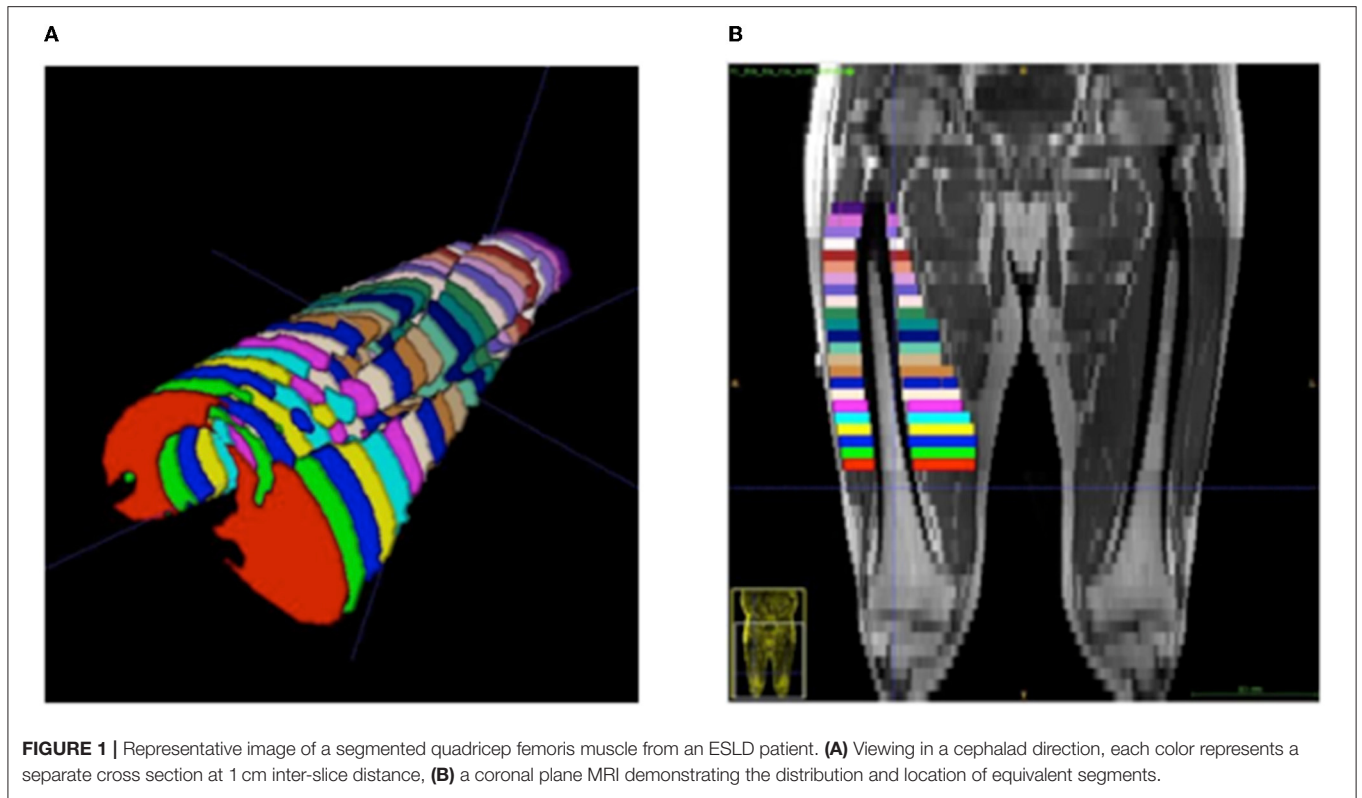 A
B
FIGURE 1 | Representative image of a segmented quadricep femoris muscle from an ESLD patient. (A) Viewing in a cephalad direction, each color represents a
separate cross section at 1 cm inter-slice distance, (B) a coronal plane MRI demonstrating the distribution and location of equivalent segments.